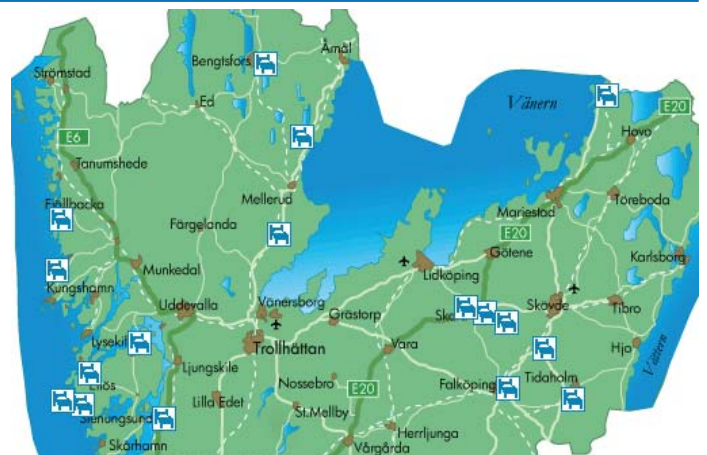 Strömstad
Bengtsfors
Åmål
Ed
Vänern
E20
Hova
E6
Tanumshede
Fjällbacka
Mellerud
Färgelanda
Mariestad
Töreboda
E20
Götene
Karlsborg
Munkedal
Lidköping
Kungshamn
Uddevalla
Vänersborg
Grästorp
Skövde
Tibro
Lysekil
Trollhättan
Vara
Hjo
Vättern
Ljungskile
Nossebro
E20
Falköping
Tidaholm
Lilla Edet
St.Mellby
Stenungsund
Herrljunga
Skärhamn
Vårgårda